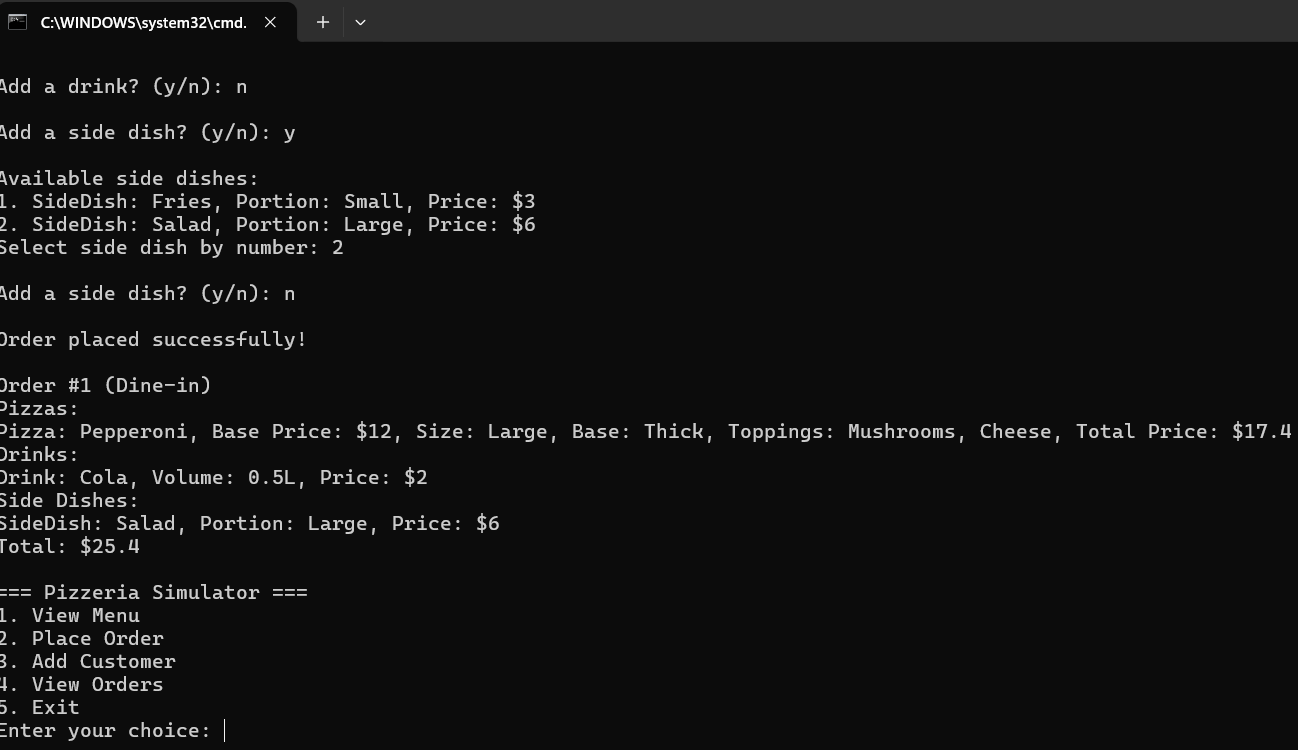 C:\WINDOWS\system32\cmd.
Add a drink? (y/n): n
Add a side dish? (y/n): y
Available side dishes:
1. SideDish: Fries, Portion: Small, Price: $3
2. SideDish: Salad, Portion: Large, Price: $6
Select side dish by number: 2
Add a side dish? (y/n): n
Order placed successfully!
Order #1 (Dine-in)
Pizzas:
Pizza: Pepperoni, Base Price: $12, Size: Large, Base: Thick, Toppings: Mushrooms, Cheese, Total Price: $17.4
Drinks:
Drink: Cola, Volume: 0.5L, Price: $2
Side Dishes:
SideDish: Salad, Portion: Large, Price: $6
Total: $25.4
=== Pizzeria Simulator ===
1. View Menu
2. Place Order
3. Add Customer
4. View Orders
5. Exit
Enter your choice: